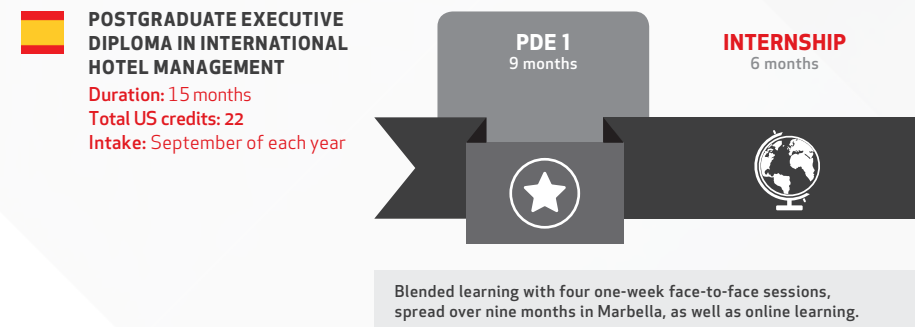 POSTGRADUATE EXECUTIVE
DIPLOMA IN INTERNATIONAL
HOTEL MANAGEMENT
Duration: 15 months
Total US credits: 22
Intake: September of each year
PDE 1
9 months
INTERNSHIP
6 months
Blended learning with four one-week face-to-face sessions,
spread over nine months in Marbella, as well as online learning.